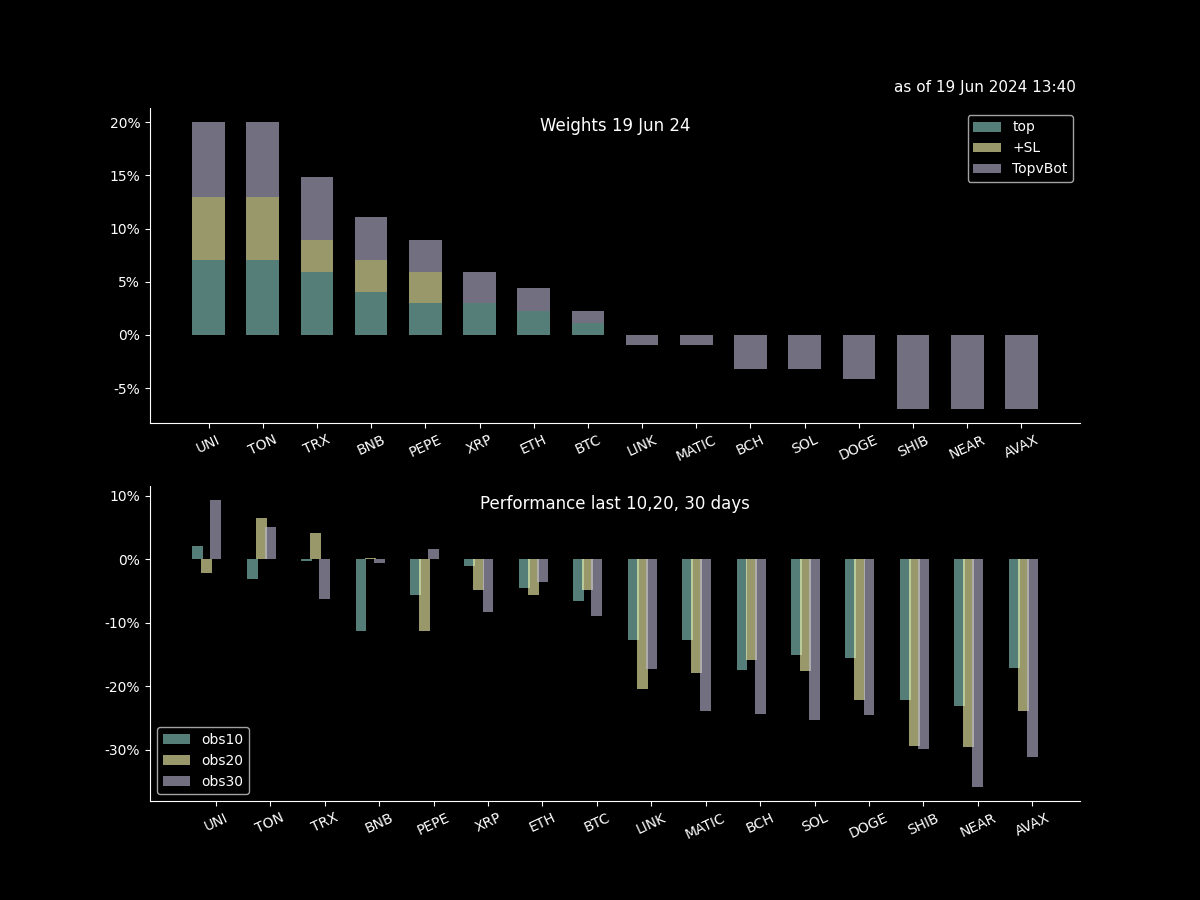 as of 19 Jun 2024 13:40
Weights 19 Jun 24
top
+SL
TopvBot
20%
15%
10%
5%
0%
-5%
UNI TON TRX BNB PEPE XRP ETH BTC LINK MATIC BCH SOL DOGE SHIB NEAR AVAX
Performance last 10,20, 30 days
10%
0%
-10%
-20%
-30%
obs10
obs20
obs30
UNI TON TRX BNB PEPE XRP ETH BTC LINK MATIC BCH SOL DOGE SHIB NEAR AVAX